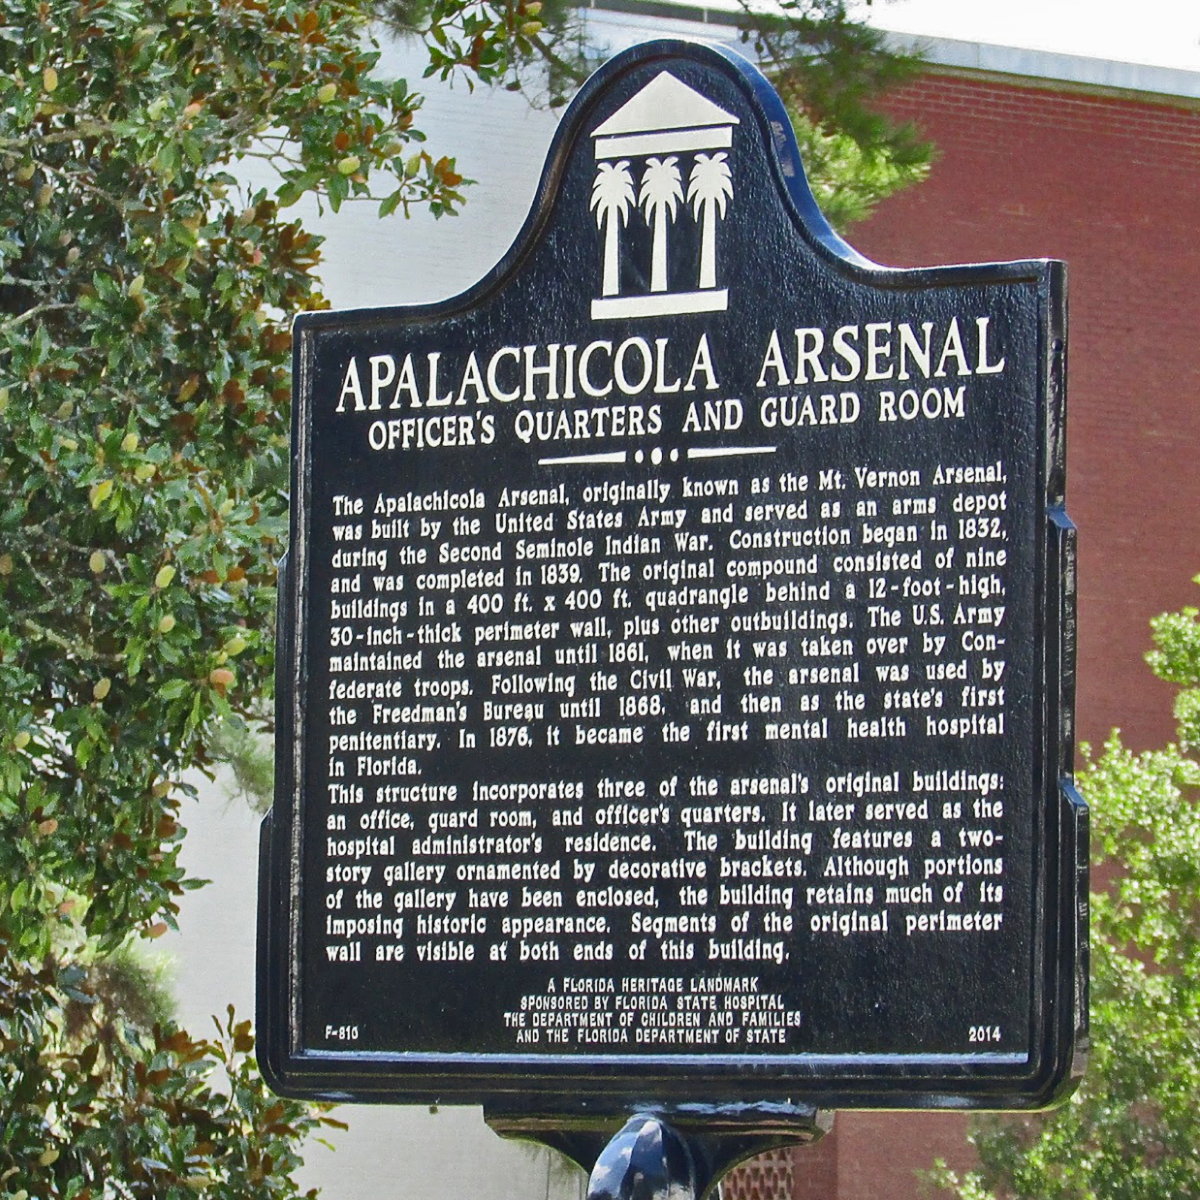 APALACHICOLA ARSENAL
OFFICER'S QUARTERS AND GUARD ROOM
The Apalachicola Arsenal, originally known as the Mt. Vernon Arsenal,
was built by the United States Army and served as an arms depot
during the Second Seminole Indian War. Construction began in 1832,
and was completed in 1839. The original compound consisted of nine
buildings in a 400 ft. x 400 ft. quadrangle behind a 12-foot-high,
30-inch-thick perimeter wall, plus other outbuildings. The U.S. Army
maintained the arsenal until 1861, when it was taken over by Con-
federate troops. Following the Civil War, the arsenal was used by
the Freedman's Bureau until 1868, and then as the state's first
penitentiary. In 1876, it became the first mental health hospital
in Florida.
This structure incorporates three of the arsenal's original buildings:
an office, guard room, and officer's quarters. It later served as the
hospital administrator's residence. The building features a two-
story gallery ornamented by decorative brackets. Although portions
of the gallery have been enclosed, the building retains much of its
imposing historic appearance. Segments of the original perimeter
wall are visible at both ends of this building.
A FLORIDA HERITAGE LANDMARK
SPONSORED BY FLORIDA STATE HOSPITAL
THE DEPARTMENT OF CHILDREN AND FAMILIES
AND THE FLORIDA DEPARTMENT OF STATE
F-810
2014